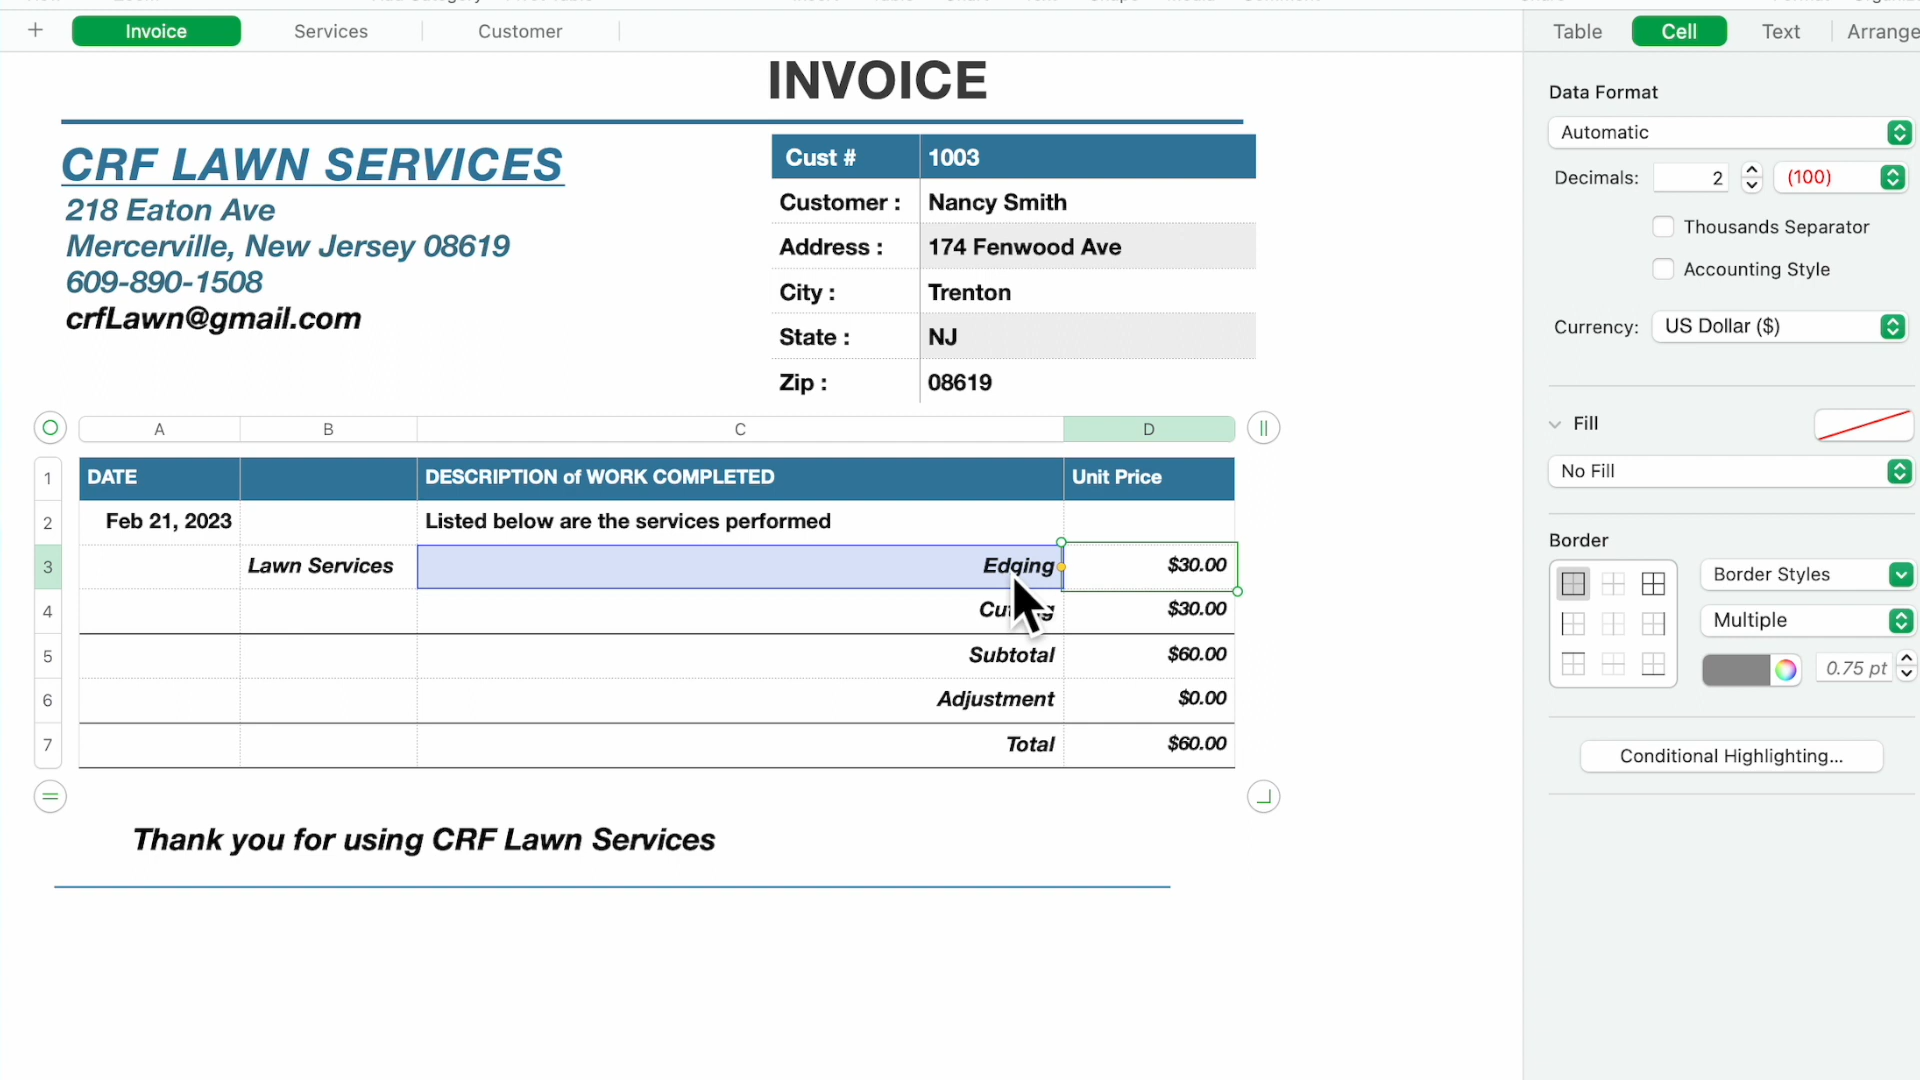 Invoice Services Customer
Table Cell Text Arrange
INVOICE
CRF LAWN SERVICES
218 Eaton Ave
Mercerville, New Jersey 08619
609-890-1508
crfLawn@gmail.com
Cust # 1003
Customer : Nancy Smith
Address : 174 Fenwood Ave
City : Trenton
State : NJ
Zip : 08619
A B C D
1 DATE DESCRIPTION of WORK COMPLETED Unit Price
2 Feb 21, 2023 Listed below are the services performed
3 Lawn Services Edging $30.00
4 $30.00
5 Subtotal $60.00
6 Adjustment $0.00
7 Total $60.00
Thank you for using CRF Lawn Services
Data Format
Automatic
Decimals: 2 (100)
Thousands Separator
Accounting Style
Currency: US Dollar ($)
Fill
No Fill
Border
Border Styles
Multiple
0.75 pt
Conditional Highlighting...